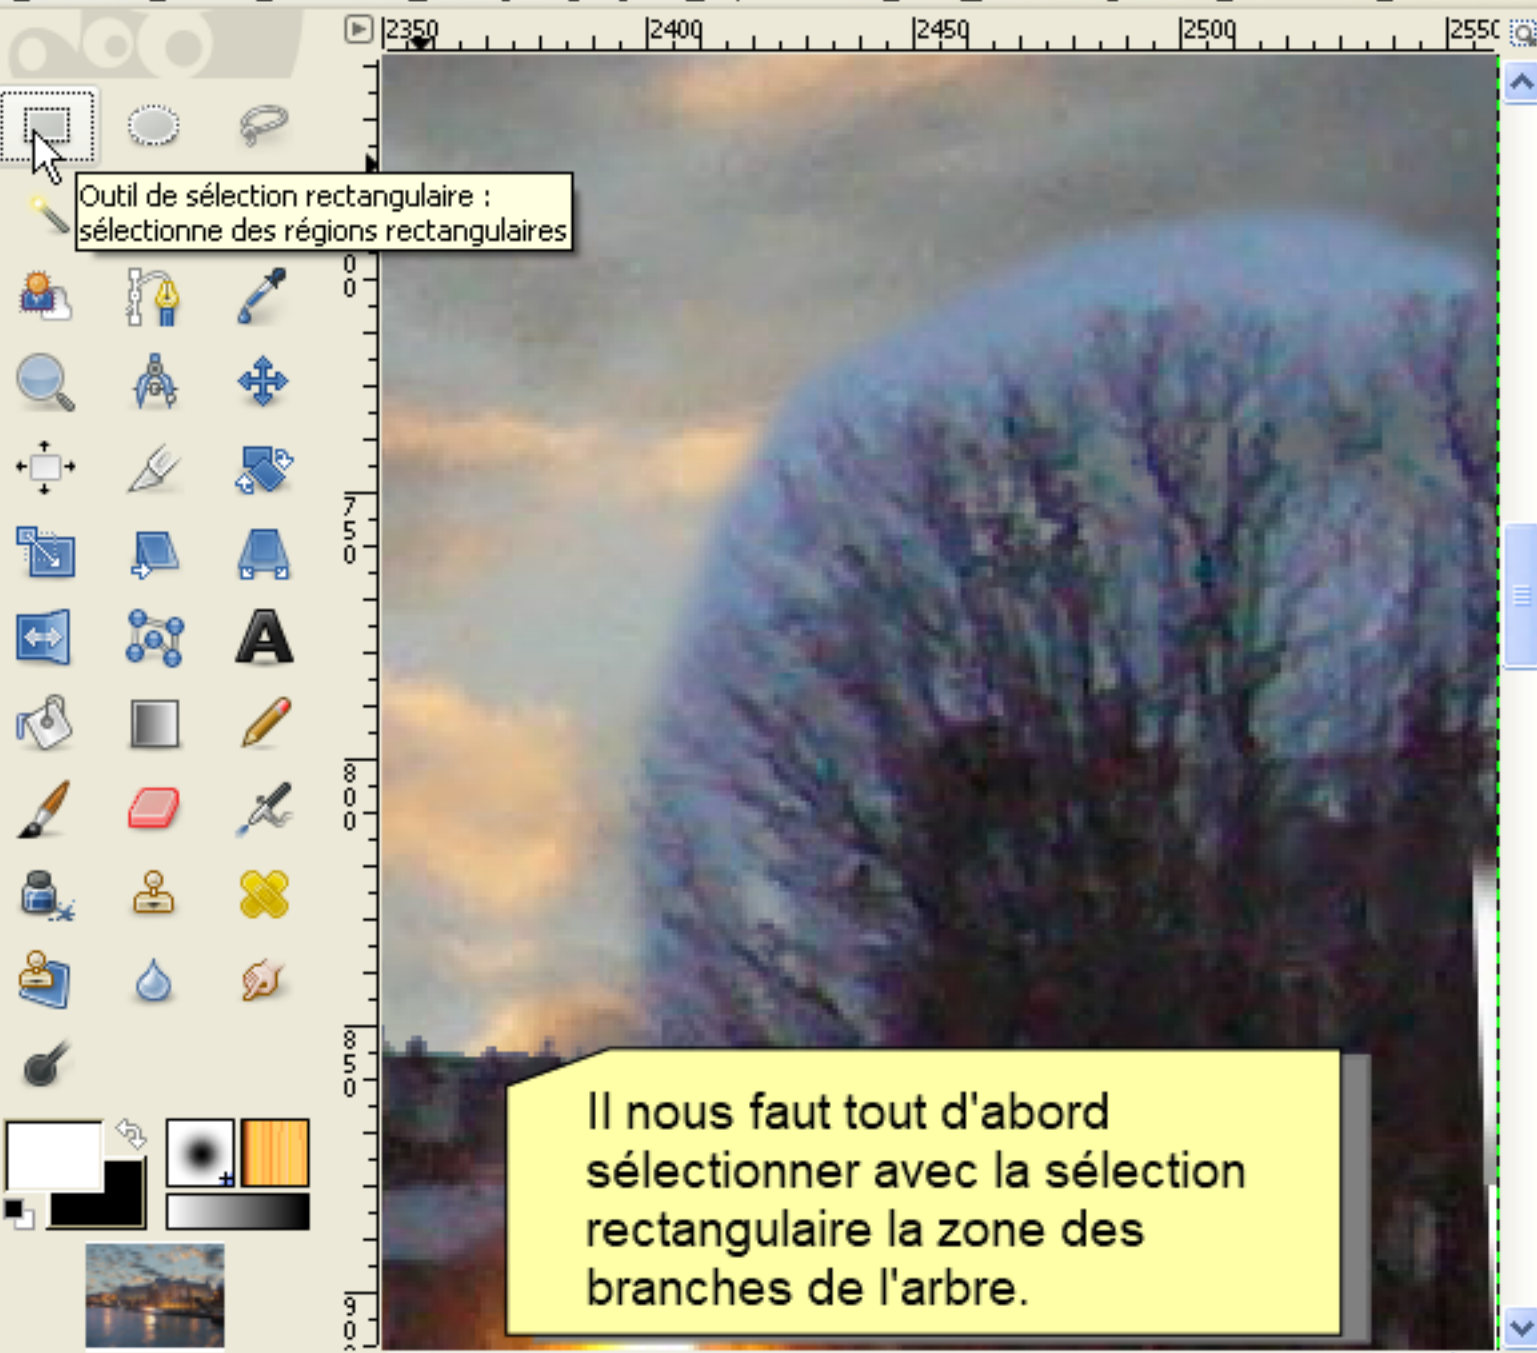 2350 2400 2450 2500 255
Outil de sélection rectangulaire :
sélectionne des régions rectangulaires
0
0
7
5
0
8
0
0
8
5
0
9
0
Il nous faut tout d'abord
sélectionner avec la sélection
rectangulaire la zone des
branches de l'arbre.